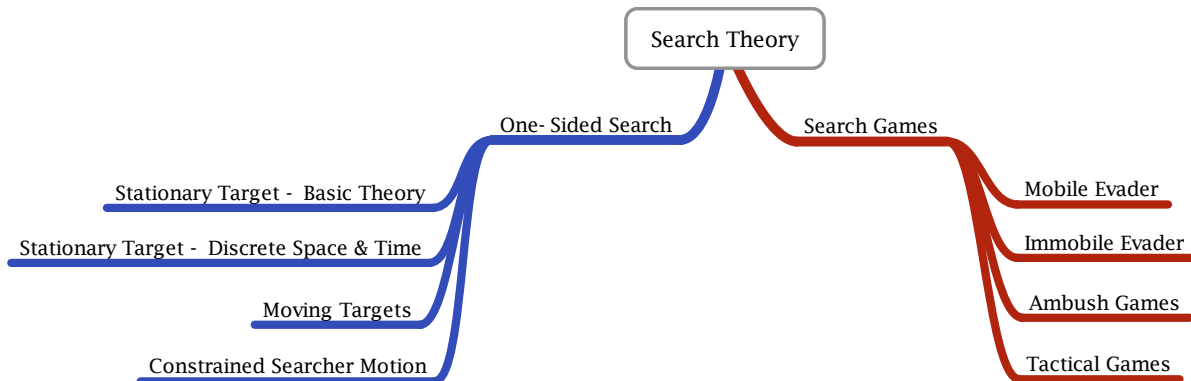 Search Theory
One- Sided Search
Search Games
Stationary Target -  Basic Theory
Stationary Target -  Discrete Space & Time
Moving Targets
Constrained Searcher Motion
Mobile Evader
Immobile Evader
Ambush Games
Tactical Games